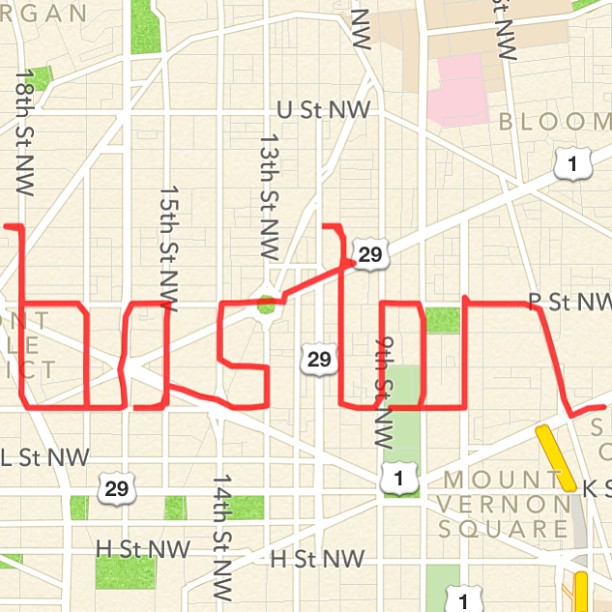 RGAN
NW
St NW
18th St NW
U St NW
BLOOM
13th St NW
1
15th St NW
29
P St NW
boston
ONT
LE
ICT
29
9th St NW
L St NW
29
14th St NW
1
MOUNT
VERNON
SQUARE
K S
H St NW
H St NW
1